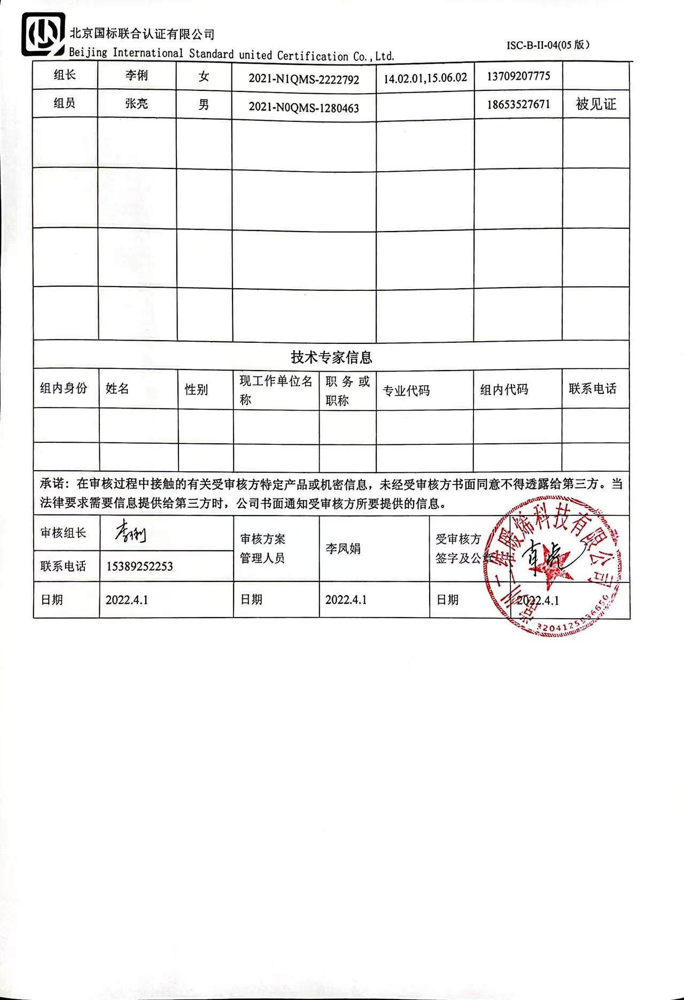 北京国标联合认证有限公司
Beijing International Standard united Certification Co.,Ltd.
ISC-B-II-04(05 版)
组长 李俐 女 2021-N1QMS-2222792 14.02.01,15.06.02 13709207775
组员 张亮 男 2021-N0QMS-1280463 18653527671 被见证
技术专家信息
组内身份 姓名 性别 现工作单位名称 职务或职称 专业代码 组内代码 联系电话
承诺：在审核过程中接触的有关受审核方特定产品或机密信息，未经受审核方书面同意不得透露给第三方。当
法律要求需要信息提供给第三方时，公司书面通知受审核方所要提供的信息。
审核组长 李俐 审核方案管理人员 李凤娟 受审核方签字及公章
联系电话 15389252253
日期 2022.4.1 日期 2022.4.1 日期 2022.4.1
烯科技有限公司
3204125936650